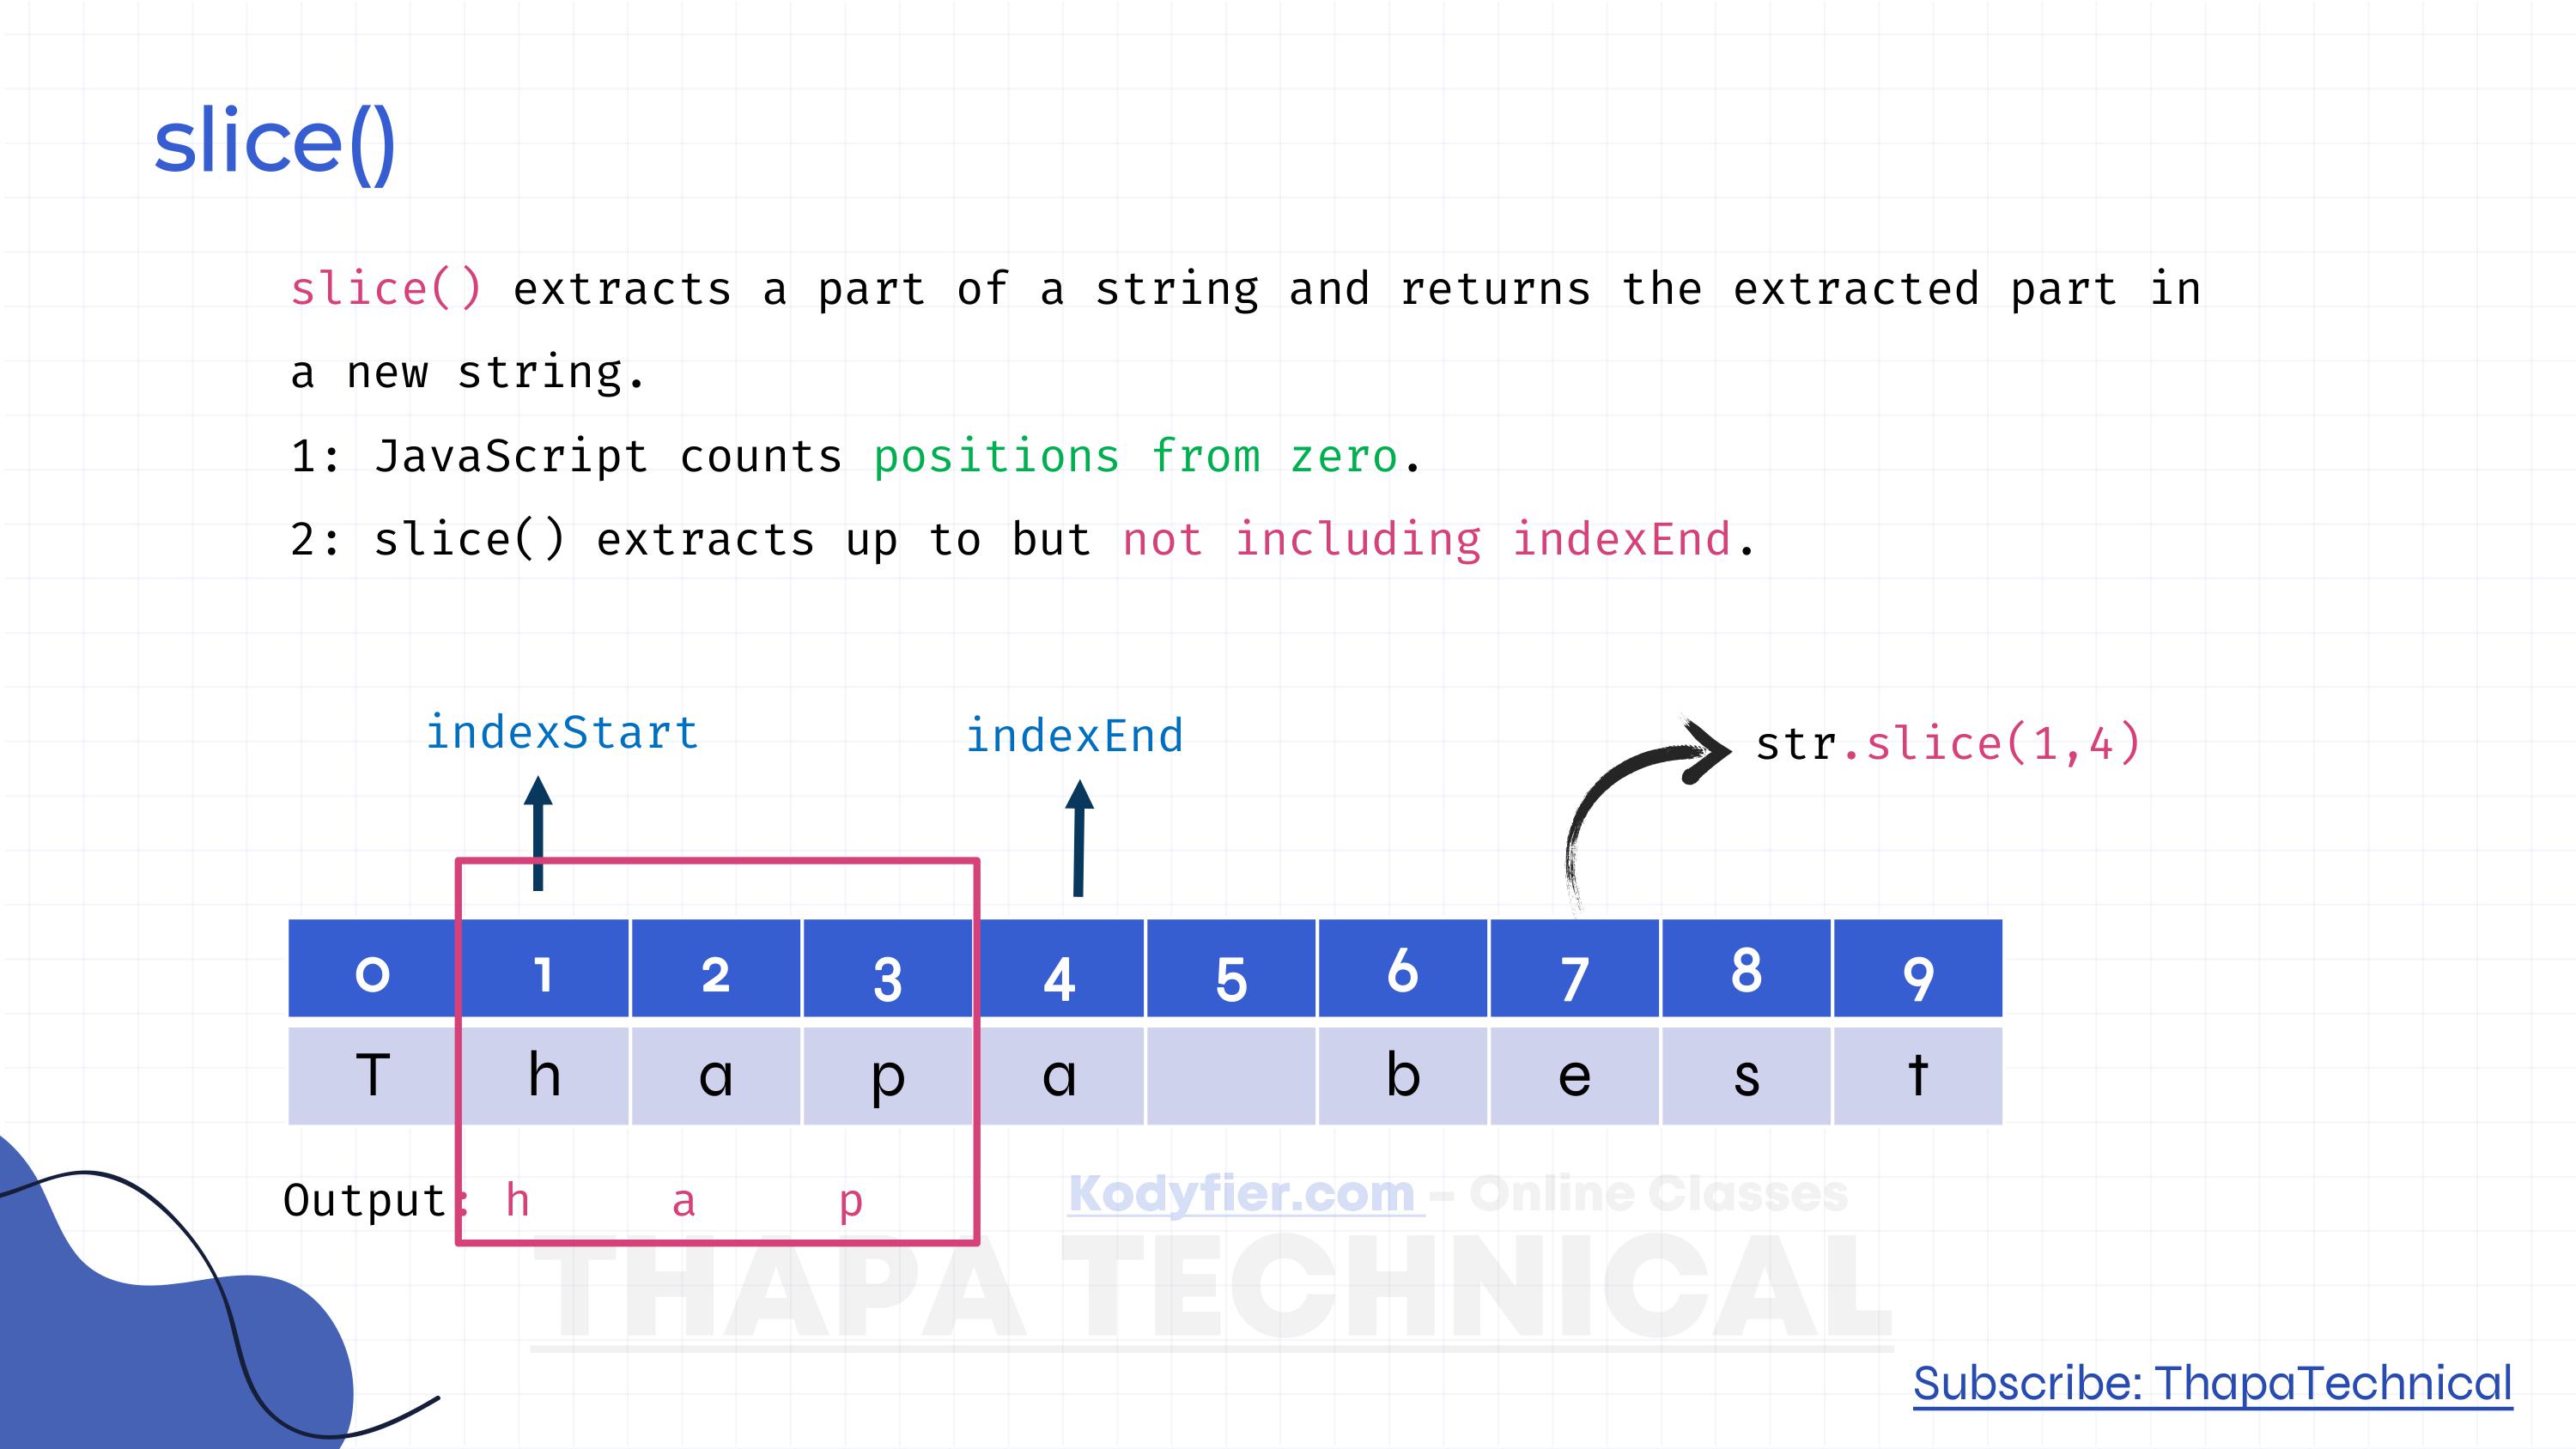 slice()
slice() extracts a part of a string and returns the extracted part in
a new string.
1: JavaScript counts positions from zero.
2: slice() extracts up to but not including indexEnd.
indexStart indexEnd str.slice(1,4)
0 1 2 3 4 5 6 7 8 9
T h a p a b e s t
Output: h a p
Kodyfier.com - Online Classes
THAPA TECHNICAL
Subscribe: ThapaTechnical